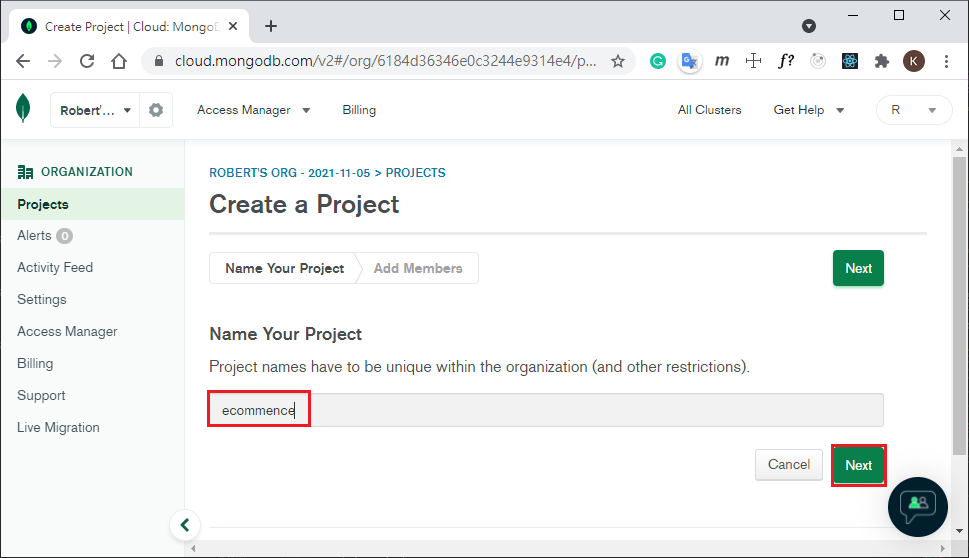 Create Project | Cloud: MongoD
cloud.mongodb.com/v2#/org/6184d36346e0c3244e9314e4/p...
m
f?
K
Robert'...
Access Manager
Billing
All Clusters
Get Help
R
ORGANIZATION
Projects
Alerts 0
Activity Feed
Settings
Access Manager
Billing
Support
Live Migration
ROBERT'S ORG - 2021-11-05 > PROJECTS
Create a Project
Name Your Project
Add Members
Next
Name Your Project
Project names have to be unique within the organization (and other restrictions).
ecommence
Cancel
Next